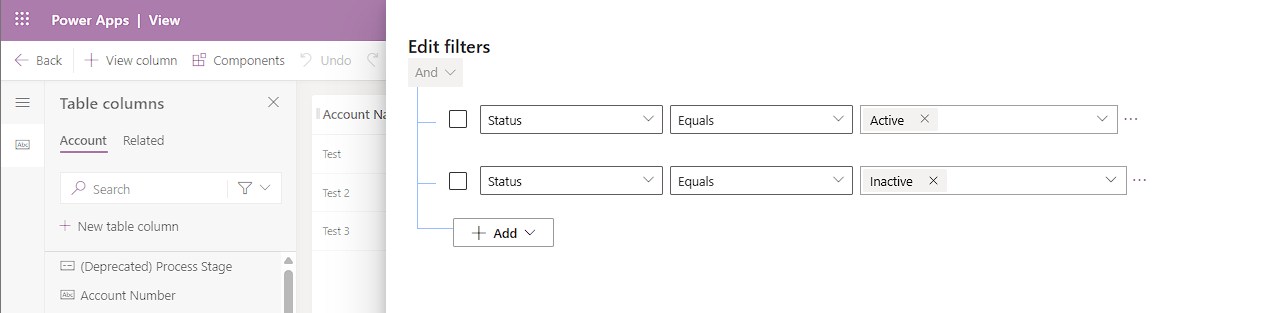 Power Apps | View
Back
View column
Components
Undo
Table columns
Account
Related
Search
New table column
(Deprecated) Process Stage
Abc Account Number
Abc
Account Na
Test
Test 2
Test 3
Edit filters
And
Status
Equals
Active
Status
Equals
Inactive
Add